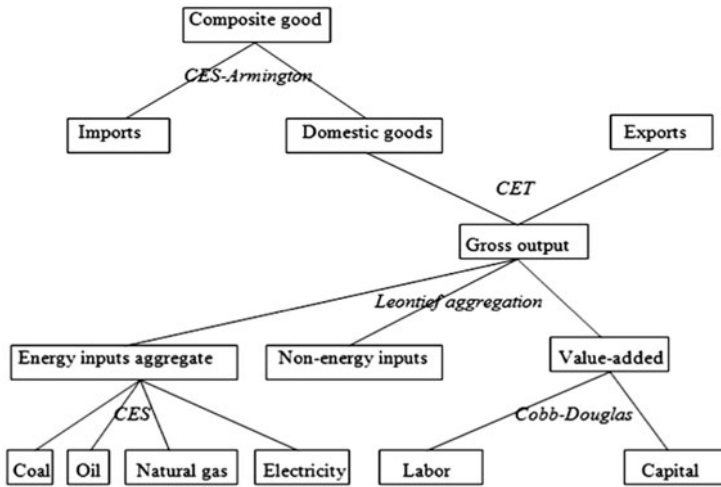 Composite good
CES-Armington
Imports
Domestic goods
Exports
CET
Gross output
Leontief aggregation
Energy inputs aggregate
Non-energy inputs
Value-added
CES
Cobb-Douglas
Coal
Oil
Natural gas
Electricity
Labor
Capital